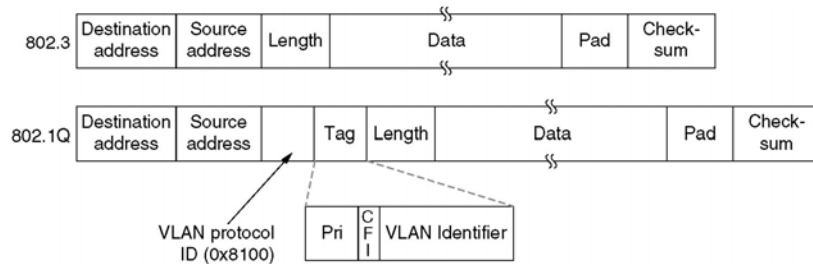 802.3
Destination
address
Source
address
Length
Data
Pad
Check-
sum
802.1Q
Destination
address
Source
address
Tag
Length
Data
Pad
Check-
sum
VLAN protocol
ID (0x8100)
Pri
C
F
I
VLAN Identifier